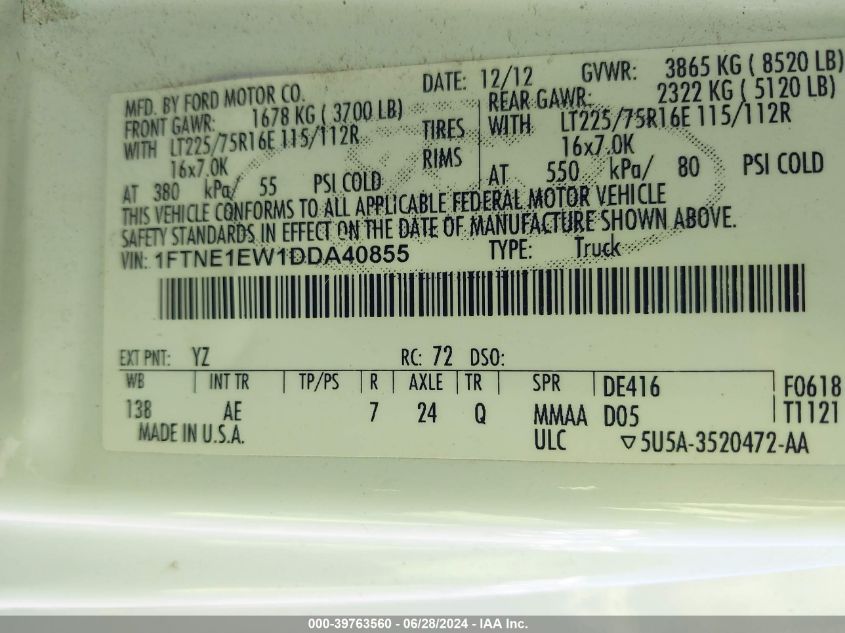 MFD. BY FORD MOTOR CO. DATE: 12/12 GVWR: 3865 KG ( 8520 LB)
FRONT GAWR: 1678 KG ( 3700 LB) REAR GAWR: 2322 KG ( 5120 LB)
WITH LT225/75R16E 115/112R TIRES WITH LT225/75R16E 115/112R
16x7.0K RIMS 16x7.0K
AT 380 kPa/ 55 PSI COLD AT 550 kPa/ 80 PSI COLD
THIS VEHICLE CONFORMS TO ALL APPLICABLE FEDERAL MOTOR VEHICLE
SAFETY STANDARDS IN EFFECT ON THE DATE OF MANUFACTURE SHOWN ABOVE.
VIN: 1FTNE1EW1DDA40855 TYPE: Truck
EXT PNT: YZ RC: 72 DSO:
WB INT TR TP/PS R AXLE TR SPR DE416 F0618
138 AE 7 24 Q MMAA D05 T1121
MADE IN U.S.A. ULC ▽5U5A-3520472-AA
000-39763560 - 06/28/2024 - IAA Inc.